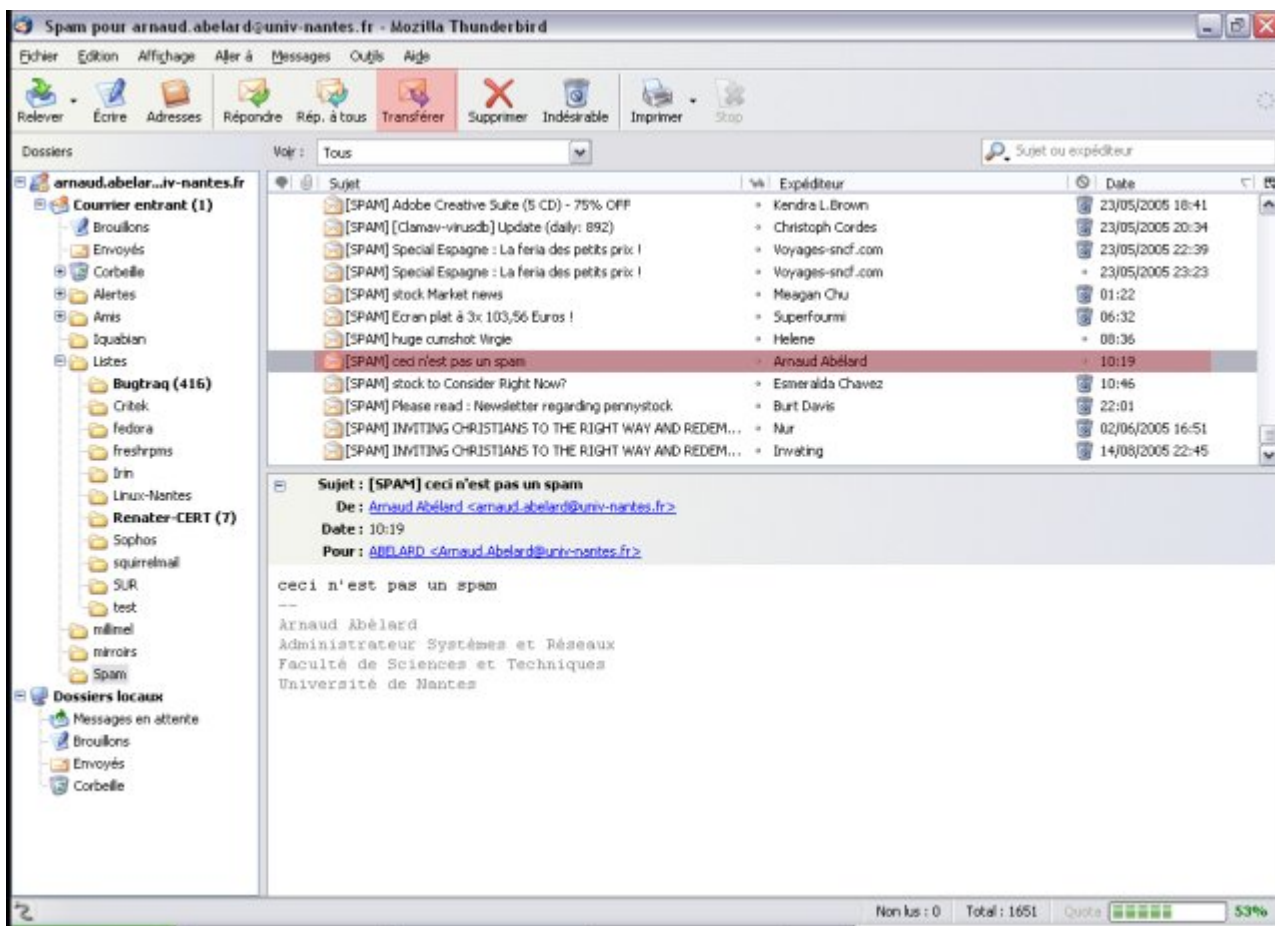 Spam pour arnaud.abelard@univ-nantes.fr - Mozilla Thunderbird
Fichier Edition Affichage Aller à Messages Outils Aide
Relever Écrire Adresses Répondre Rép. à tous Transférer Supprimer Indésirable Imprimer Stop
Dossiers
Voir : Tous
Sujet ou expéditeur
arnaud.abelar...iv-nantes.fr
Courrier entrant (1)
Brouillons
Envoyés
Corbeille
Alertes
Amis
Iquabian
Listes
Bugtraq (416)
Critek
fedora
freshrpms
Irin
Linux-Nantes
Renater-CERT (7)
Sophos
squirrelmail
SUR
test
milimel
mirroirs
Spam
Dossiers locaux
Messages en attente
Brouillons
Envoyés
Corbeille
Sujet Expéditeur Date
[SPAM] Adobe Creative Suite (5 CD) - 75% OFF Kendra L.Brown 23/05/2005 18:41
[SPAM] [Clamav-virusdb] Update (daily: 892) Christoph Cordes 23/05/2005 20:34
[SPAM] Special Espagne : La feria des petits prix ! Voyages-sncf.com 23/05/2005 22:39
[SPAM] Special Espagne : La feria des petits prix ! Voyages-sncf.com 23/05/2005 23:23
[SPAM] stock Market news Meagan Chu 01:22
[SPAM] Ecran plat à 3x 103,56 Euros ! Superfourmi 06:32
[SPAM] huge cumshot Virgie Helene 08:36
[SPAM] ceci n'est pas un spam Arnaud Abélard 10:19
[SPAM] stock to Consider Right Now? Esmeralda Chavez 10:46
[SPAM] Please read : Newsletter regarding pennystock Burt Davis 22:01
[SPAM] INVITING CHRISTIANS TO THE RIGHT WAY AND REDEM... Nur 02/06/2005 16:51
[SPAM] INVITING CHRISTIANS TO THE RIGHT WAY AND REDEM... Irwating 14/08/2005 22:45
Sujet : [SPAM] ceci n'est pas un spam
De : Arnaud Abélard <arnaud.abelard@univ-nantes.fr>
Date : 10:19
Pour : ABELARD <Arnaud.Abelard@univ-nantes.fr>
ceci n'est pas un spam
--
Arnaud Abélard
Administrateur Systèmes et Réseaux
Faculté de Sciences et Techniques
Université de Nantes
Non lus : 0 Total : 1651 Quota 53%